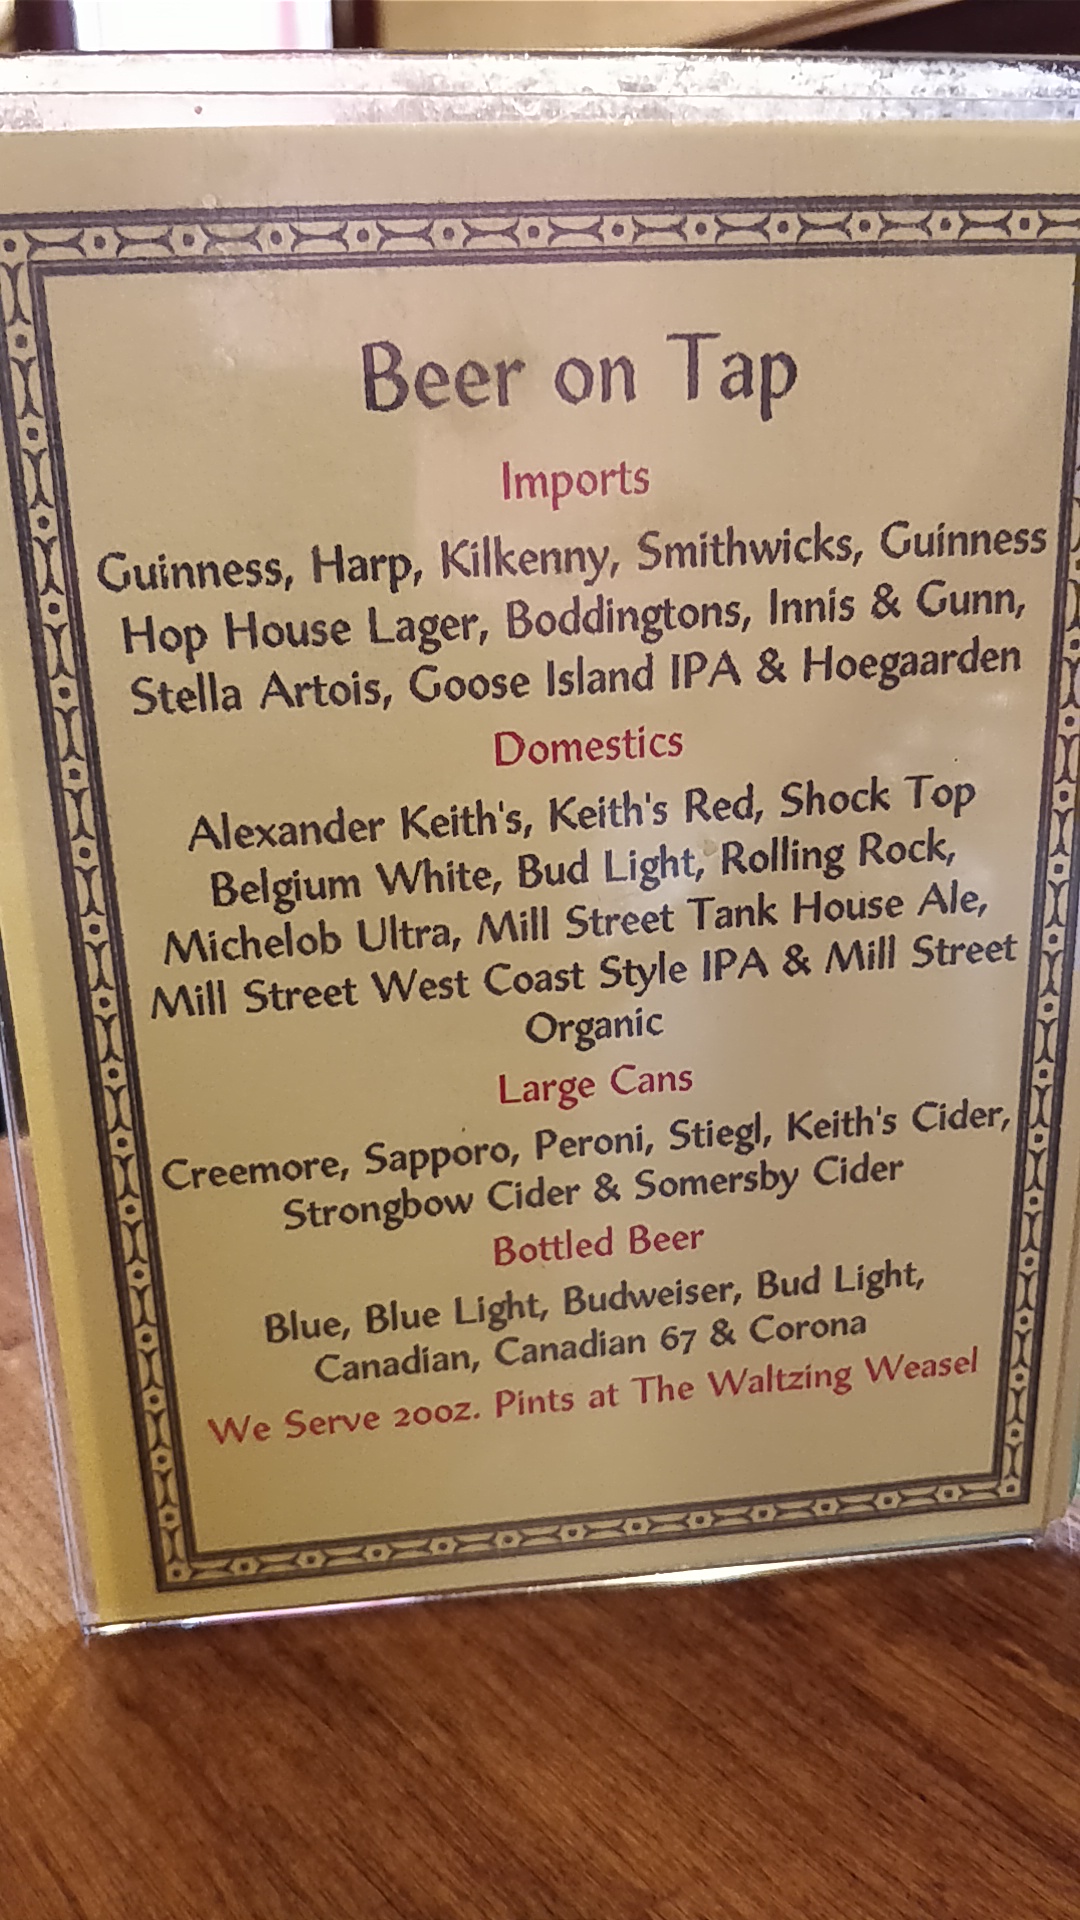 Beer on Tap
Imports
Guinness, Harp, Kilkenny, Smithwicks, Guinness
Hop House Lager, Boddingtons, Innis & Gunn,
Stella Artois, Goose Island IPA & Hoegaarden
Domestics
Alexander Keith's, Keith's Red, Shock Top
Belgium White, Bud Light, Rolling Rock,
Michelob Ultra, Mill Street Tank House Ale,
Mill Street West Coast Style IPA & Mill Street
Organic
Large Cans
Creemore, Sapporo, Peroni, Stiegl, Keith's Cider,
Strongbow Cider & Somersby Cider
Bottled Beer
Blue, Blue Light, Budweiser, Bud Light,
Canadian, Canadian 67 & Corona
We Serve 20oz. Pints at The Waltzing Weasel